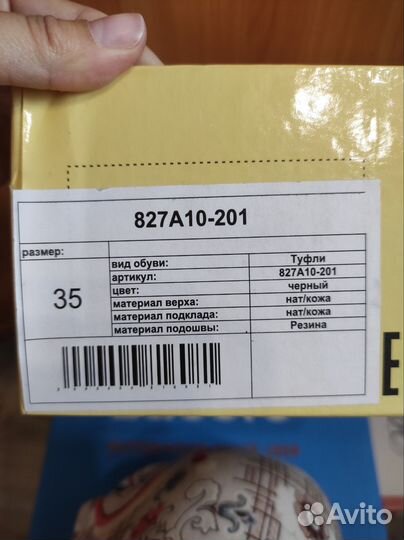 827A10-201
размер:
35
вид обуви: Туфли
артикул: 827A10-201
цвет: черный
материал верха: нат/кожа
материал подклада: нат/кожа
материал подошвы: Резина
E
Avito